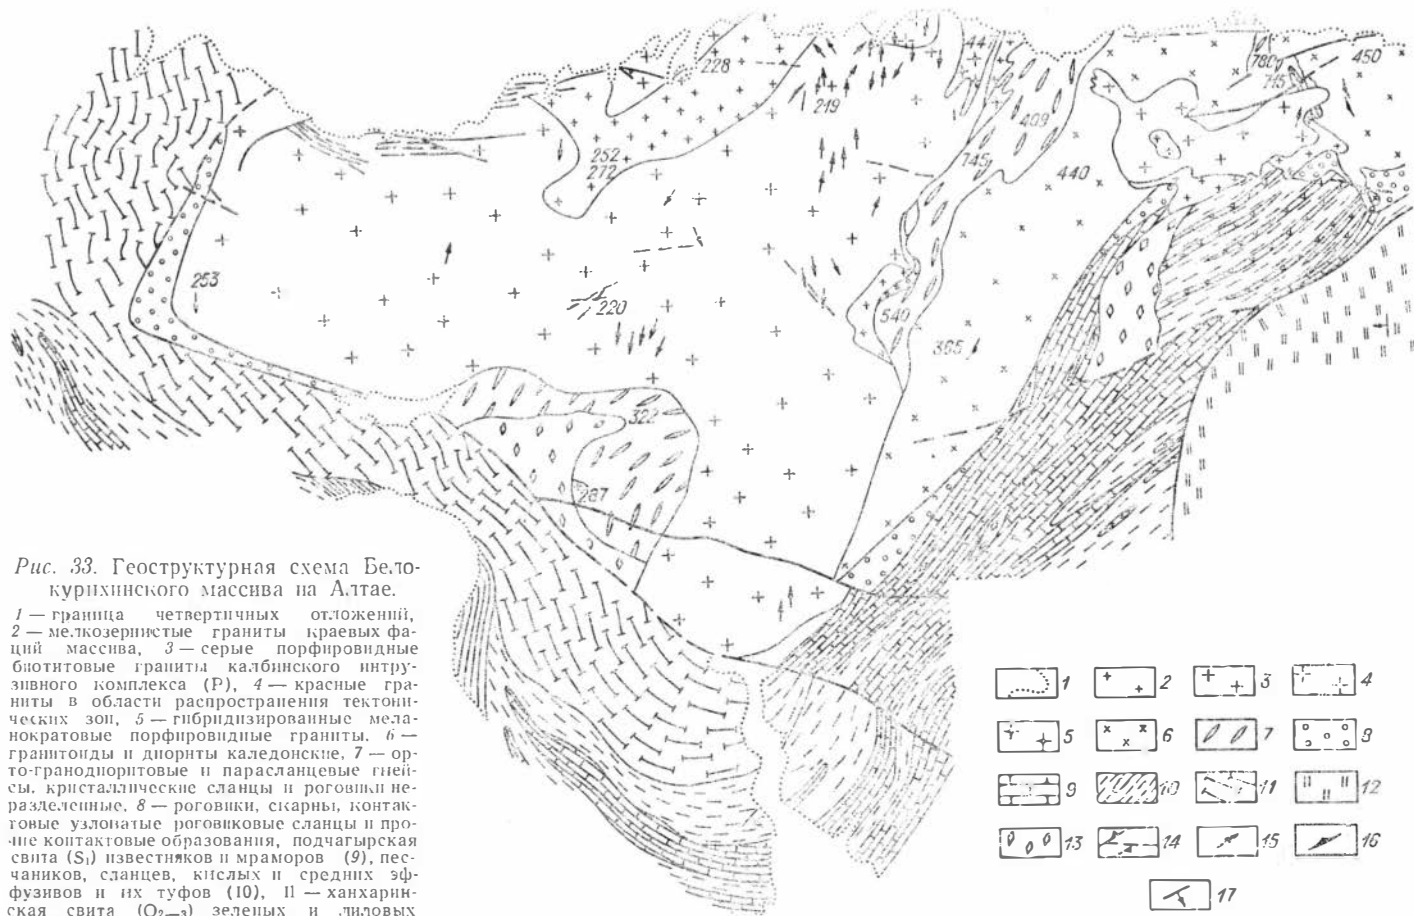 228
441
780
715
450
219
499
252
272
745
440
253
220
540
365
322
287
Рис. 33. Геоструктурная схема Бело-
курихинского массива на Алтае.
1 — граница четвертичных отложений,
2 — мелкозернистые граниты краевых фа-
ций массива, 3 — серые порфировидные
биотитовые граниты калбинского интру-
зивного комплекса (P), 4 — красные гра-
ниты в области распространения тектони-
ческих зон, 5 — гибридизированные мела-
нократовые порфировидные граниты. 6 —
гранитоиды и диориты каледонские, 7 — ор-
то-гранодиоритовые и парасланцевые гней-
сы, кристаллические сланцы и роговики не-
разделенные, 8 — роговики, скарны, контак-
товые узловатые роговиковые сланцы и про-
чие контактовые образования, подчагырская
свита (S₁) известняков и мраморов (9), пес-
чаников, сланцев, кислых и средних эф-
фузивов и их туфов (10), 11 — ханхарин-
ская свита (O₂—₃) зеленых и лиловых
1 2 3 4
5 6 7 8
9 10 11 12
13 14 15 16
17